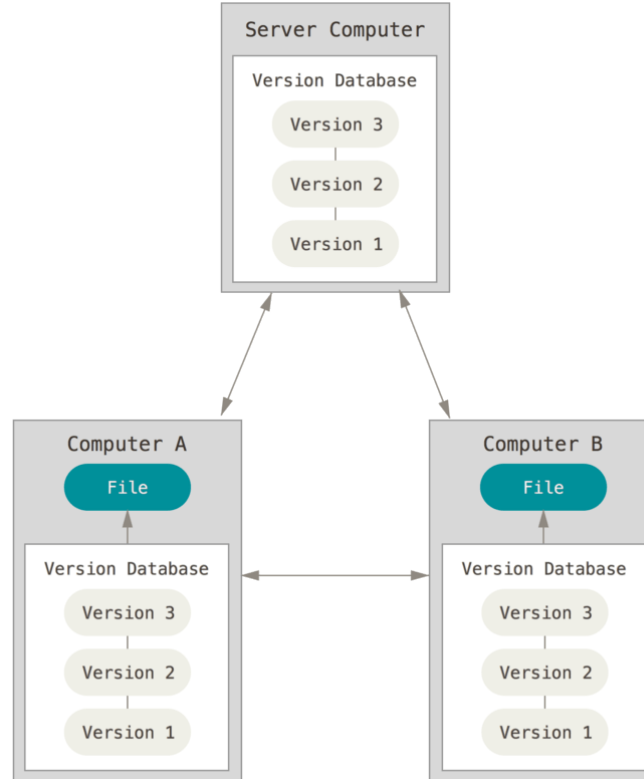 Server Computer
Version Database
Version 3
Version 2
Version 1
Computer A
File
Version Database
Version 3
Version 2
Version 1
Computer B
File
Version Database
Version 3
Version 2
Version 1